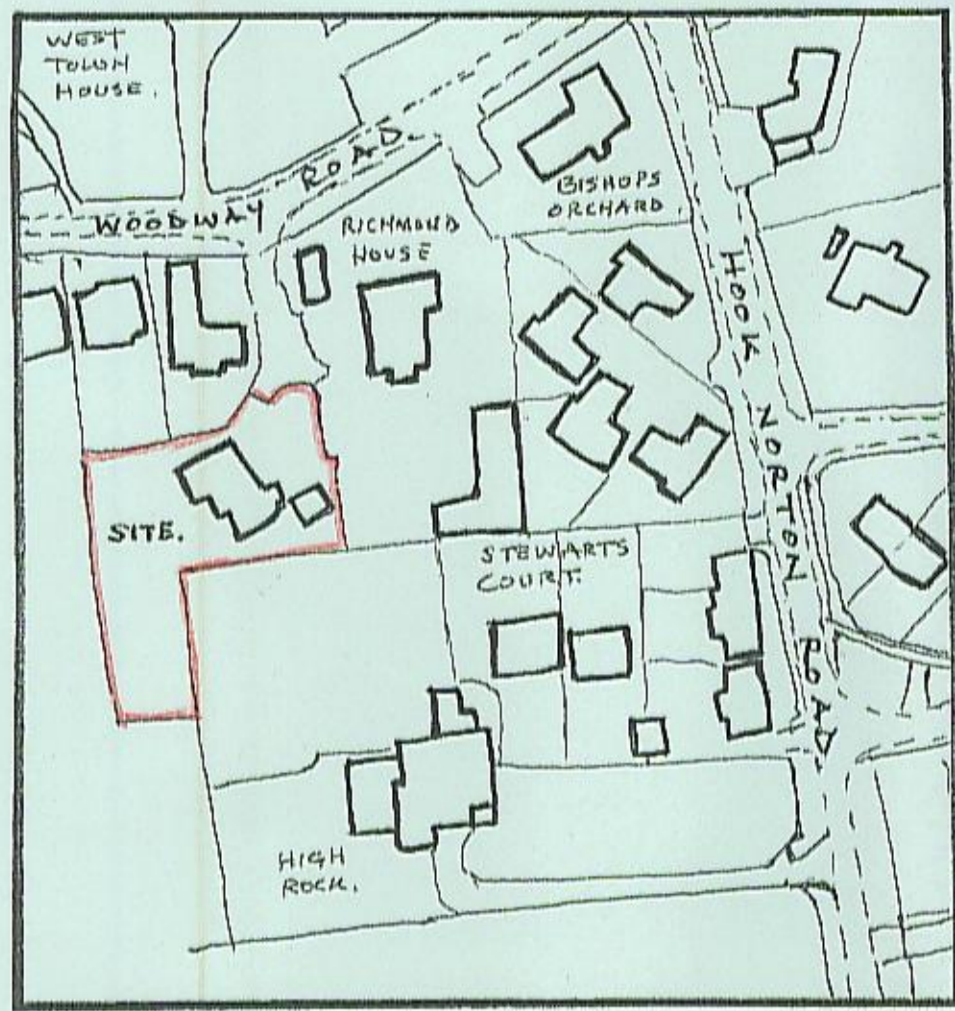 WEST
TOWN
HOUSE.
WOODWAY
ROAD.
RICHMOND
HOUSE
BISHOPS
ORCHARD
HOOK NORTON ROAD
SITE.
STEWARTS
COURT.
HIGH
ROCK.